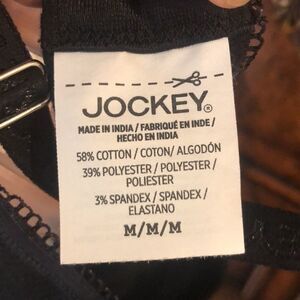 JOCKEY®
MADE IN INDIA / FABRIQUÉ EN INDE /
HECHO EN INDIA
58% COTTON / COTON/ ALGODÓN
39% POLYESTER / POLYESTER /
POLIESTER
3% SPANDEX / SPANDEX /
ELASTANO
M/M/M